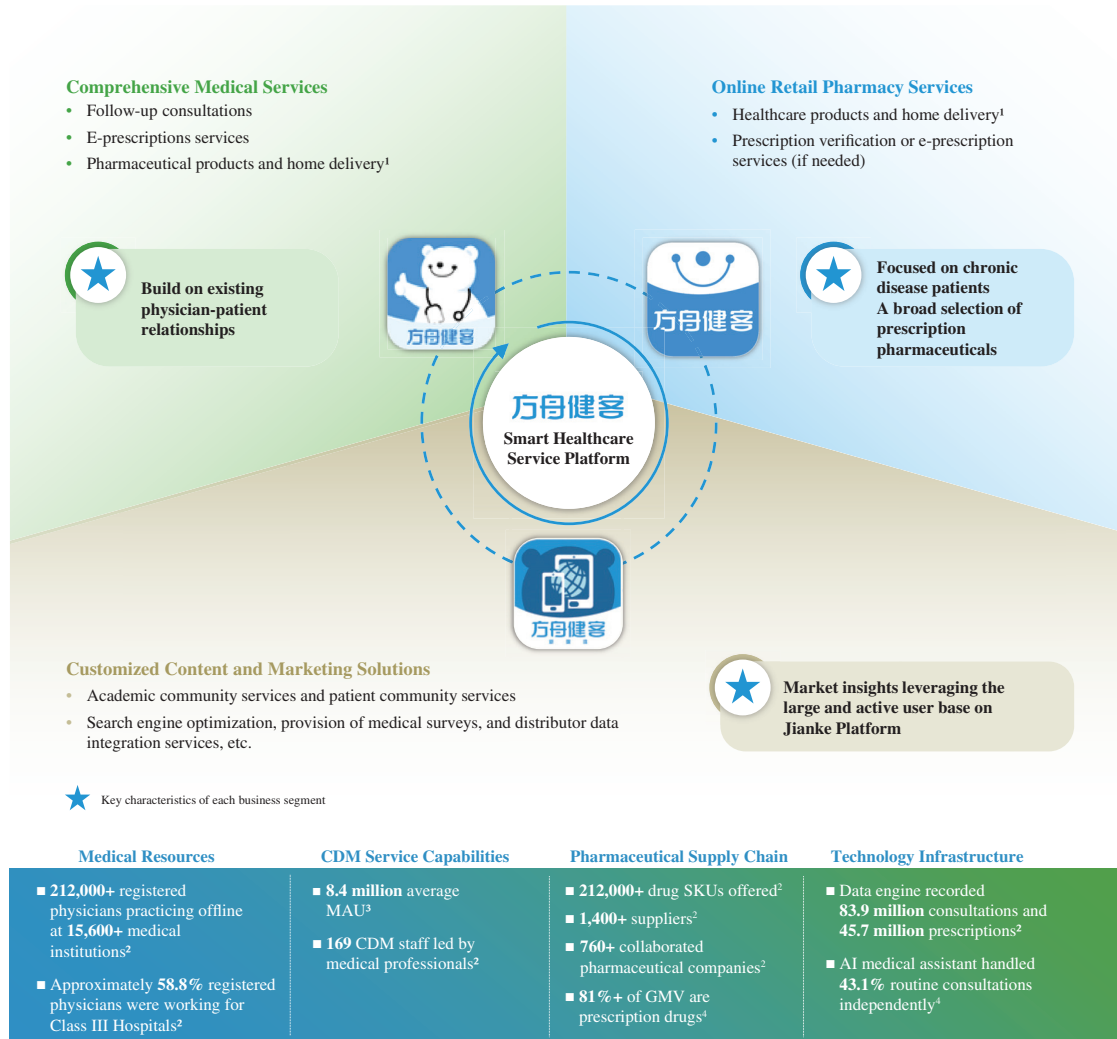 Comprehensive Medical Services
• Follow-up consultations
• E-prescriptions services
• Pharmaceutical products and home delivery¹
Online Retail Pharmacy Services
• Healthcare products and home delivery¹
• Prescription verification or e-prescription
services (if needed)
Build on existing
physician-patient
relationships
方舟健客
方舟健客
Focused on chronic
disease patients
A broad selection of
prescription
pharmaceuticals
方舟健客
Smart Healthcare
Service Platform
方舟健客
Customized Content and Marketing Solutions
• Academic community services and patient community services
• Search engine optimization, provision of medical surveys, and distributor data
integration services, etc.
Market insights leveraging the
large and active user base on
Jianke Platform
Key characteristics of each business segment
Medical Resources
■ 212,000+ registered
physicians practicing offline
at 15,600+ medical
institutions²
■ Approximately 58.8% registered
physicians were working for
Class III Hospitals²
CDM Service Capabilities
■ 8.4 million average
MAU³
■ 169 CDM staff led by
medical professionals²
Pharmaceutical Supply Chain
■ 212,000+ drug SKUs offered²
■ 1,400+ suppliers²
■ 760+ collaborated
pharmaceutical companies²
■ 81%+ of GMV are
prescription drugs⁴
Technology Infrastructure
■ Data engine recorded
83.9 million consultations and
45.7 million prescriptions²
■ AI medical assistant handled
43.1% routine consultations
independently⁴